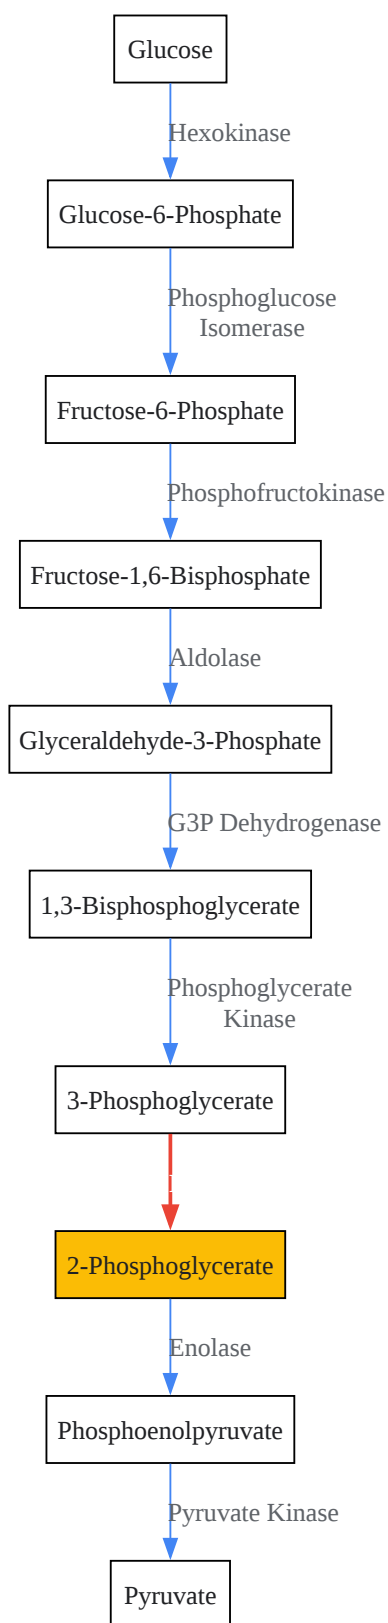 Glucose
Hexokinase
Glucose-6-Phosphate
Phosphoglucose
Isomerase
Fructose-6-Phosphate
Phosphofructokinase
Fructose-1,6-Bisphosphate
Aldolase
Glyceraldehyde-3-Phosphate
G3P Dehydrogenase
1,3-Bisphosphoglycerate
Phosphoglycerate
Kinase
3-Phosphoglycerate
2-Phosphoglycerate
Enolase
Phosphoenolpyruvate
Pyruvate Kinase
Pyruvate